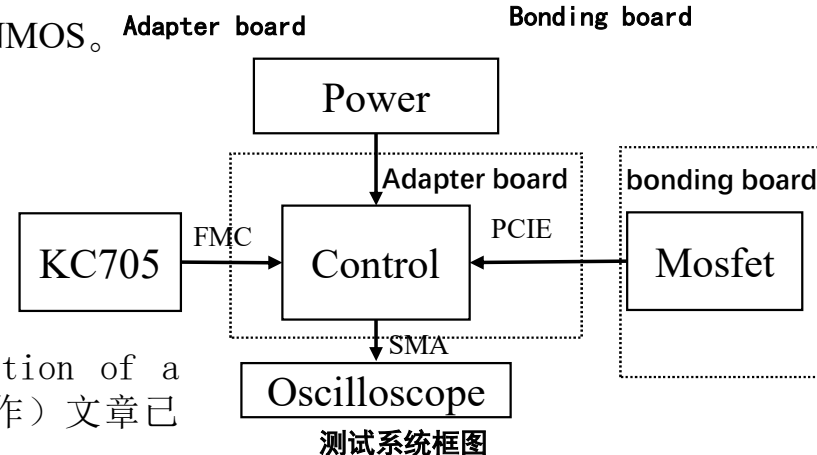 NMOS。
Adapter board
Bonding board
Power
Adapter board
bonding board
KC705
FMC
Control
PCIE
Mosfet
SMA
tion of a
作）文章已
Oscilloscope
测试系统框图